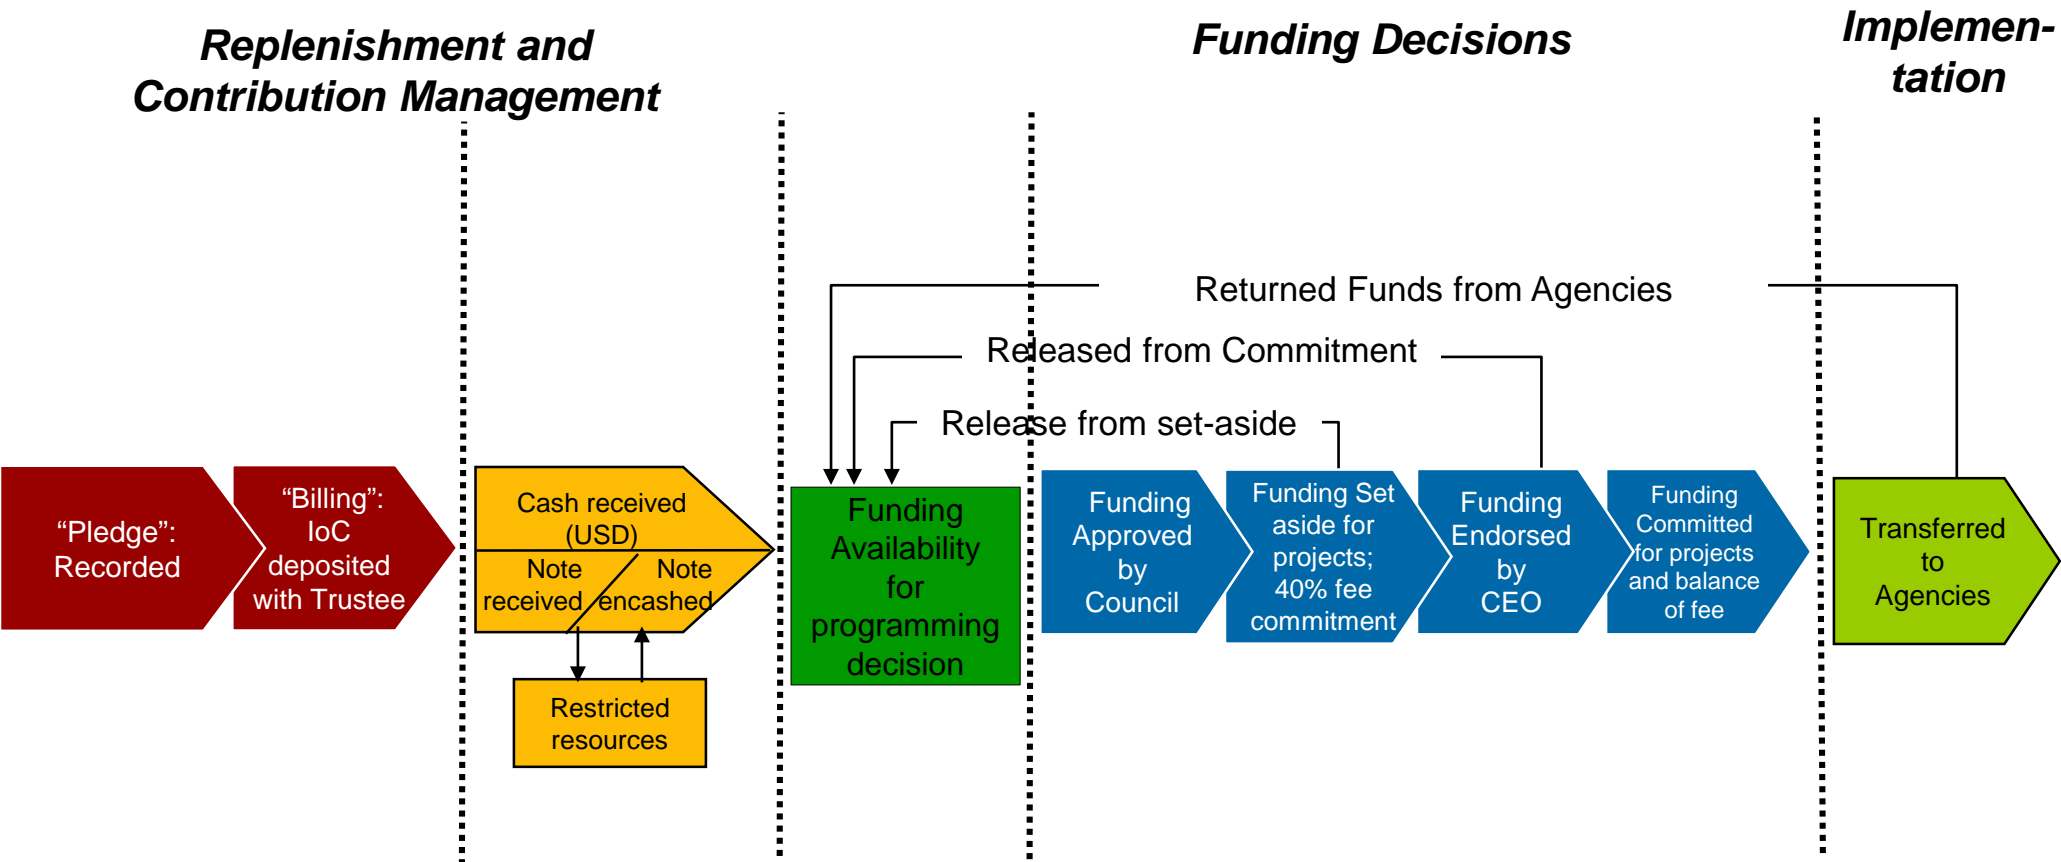 Replenishment and
Contribution Management
Funding Decisions
Implemen-
tation
Returned Funds from Agencies
Released from Commitment
Release from set-aside
“Pledge”:
Recorded
“Billing”:
IoC
deposited
with Trustee
Cash received
(USD)
Note
received
Note
encashed
Restricted
resources
Funding
Availability
for
programming
decision
Funding
Approved
by
Council
Funding Set
aside for
projects;
40% fee
commitment
Funding
Endorsed
by
CEO
Funding
Committed
for projects
and balance
of fee
Transferred
to
Agencies